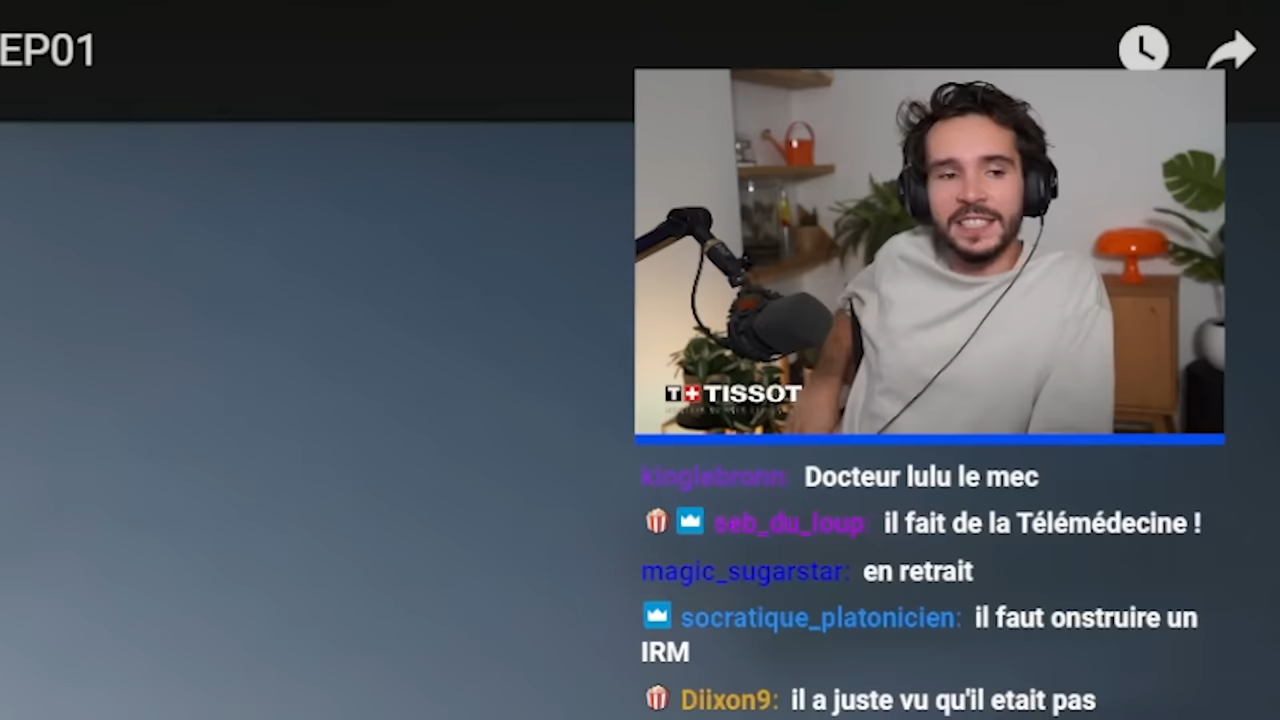 EP01
T+ TISSOT
kinglebronn: Docteur lulu le mec
seb_du_loup: il fait de la Télémédecine !
magic_sugarstar: en retrait
socratique_platonicien: il faut onstruire un
IRM
Diixon9: il a juste vu qu'il etait pas